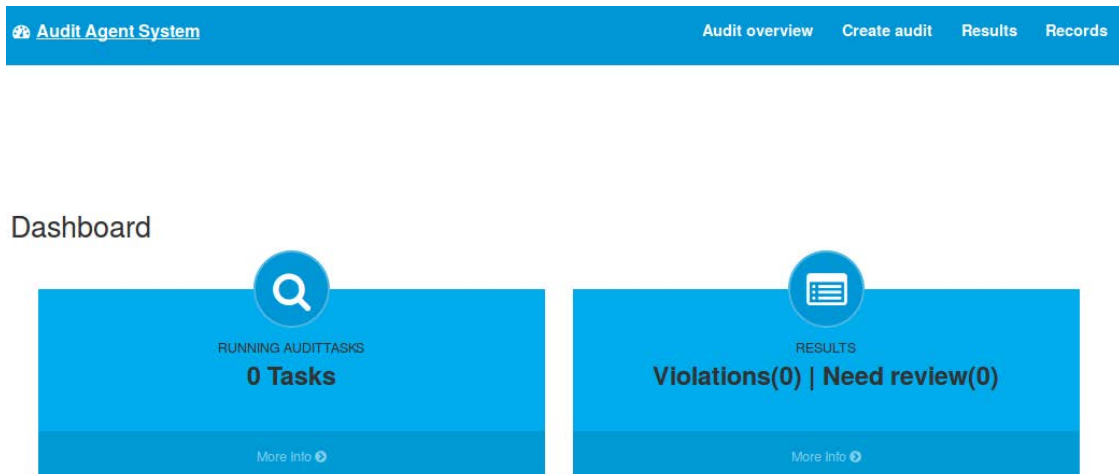 Audit Agent System
Audit overview Create audit Results Records
Dashboard
RUNNING AUDITTASKS
0 Tasks
More Info
RESULTS
Violations(0) | Need review(0)
More Info